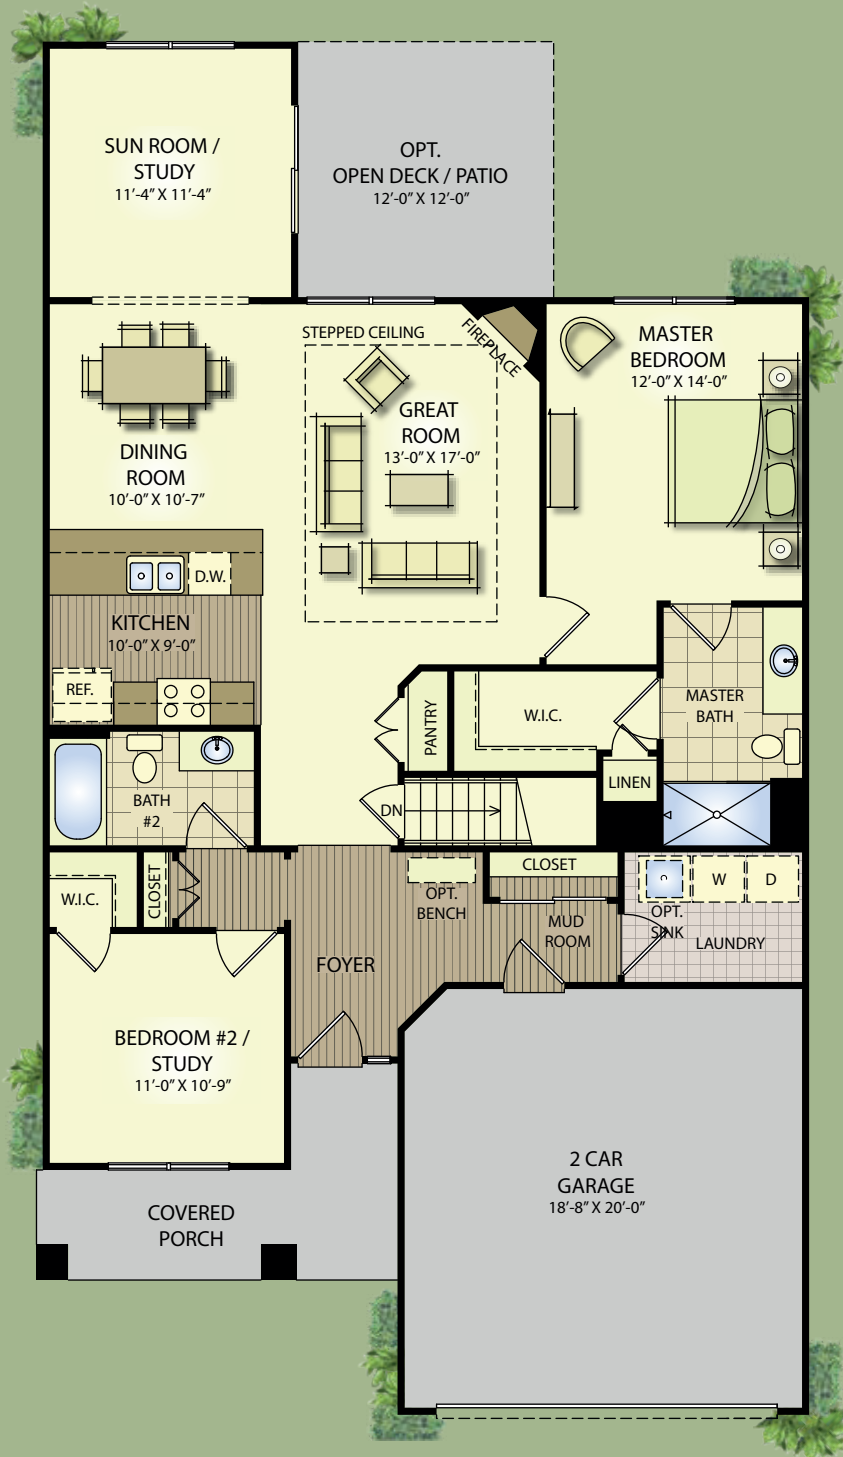 SUN ROOM /
STUDY
11'-4" X 11'-4"
OPT.
OPEN DECK / PATIO
12'-0" X 12'-0"
STEPPED CEILING
FIREPLACE
MASTER
BEDROOM
12'-0" X 14'-0"
GREAT
ROOM
13'-0" X 17'-0"
DINING
ROOM
10'-0" X 10'-7"
D.W.
KITCHEN
10'-0" X 9'-0"
REF.
PANTRY
W.I.C.
MASTER
BATH
LINEN
BATH
#2
DN
W.I.C.
CLOSET
OPT.
BENCH
CLOSET
MUD
ROOM
OPT.
SINK
W
D
LAUNDRY
FOYER
BEDROOM #2 /
STUDY
11'-0" X 10'-9"
COVERED
PORCH
2 CAR
GARAGE
18'-8" X 20'-0"